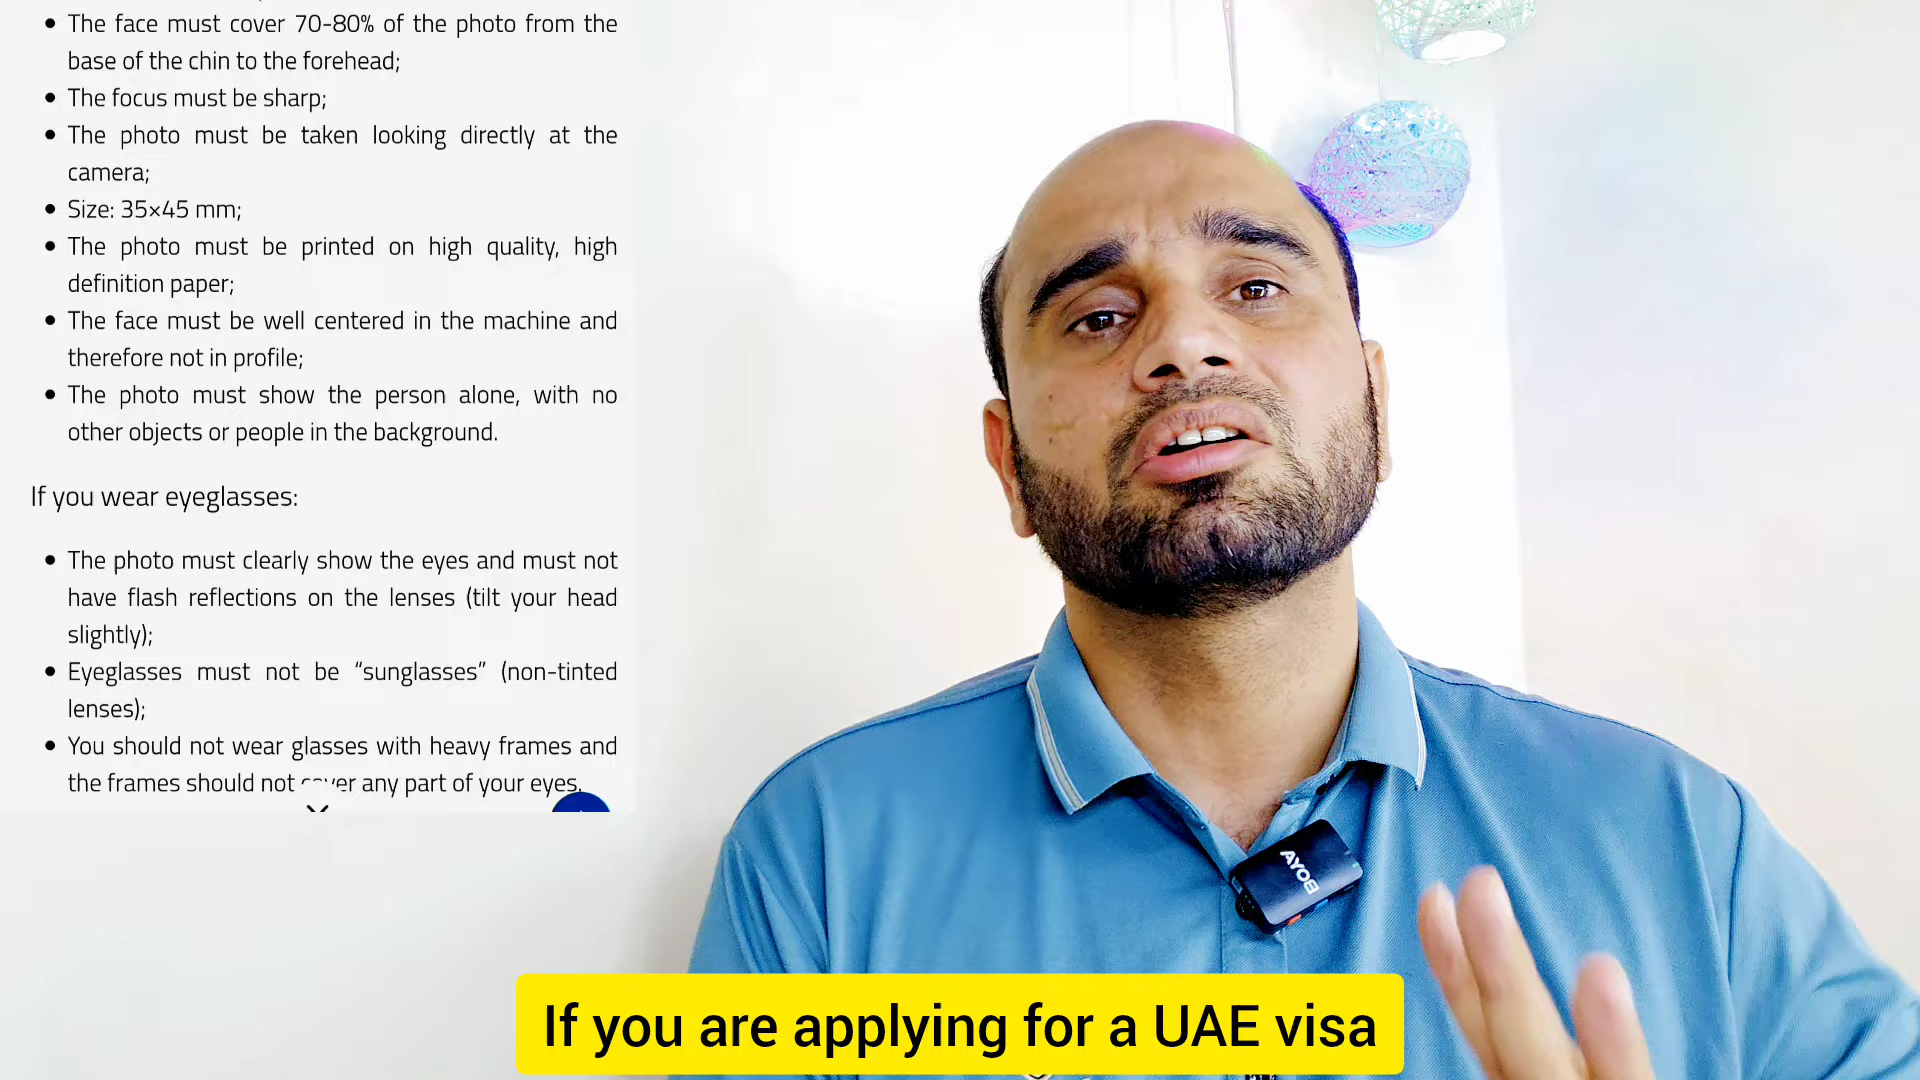 The face must cover 70-80% of the photo from the
base of the chin to the forehead;
The focus must be sharp;
The photo must be taken looking directly at the
camera;
Size: 35×45 mm;
The photo must be printed on high quality, high
definition paper;
The face must be well centered in the machine and
therefore not in profile;
The photo must show the person alone, with no
other objects or people in the background.
If you wear eyeglasses:
The photo must clearly show the eyes and must not
have flash reflections on the lenses (tilt your head
slightly);
Eyeglasses must not be “sunglasses” (non-tinted
lenses);
You should not wear glasses with heavy frames and
the frames should not cover any part of your eyes.
BOYA
If you are applying for a UAE visa